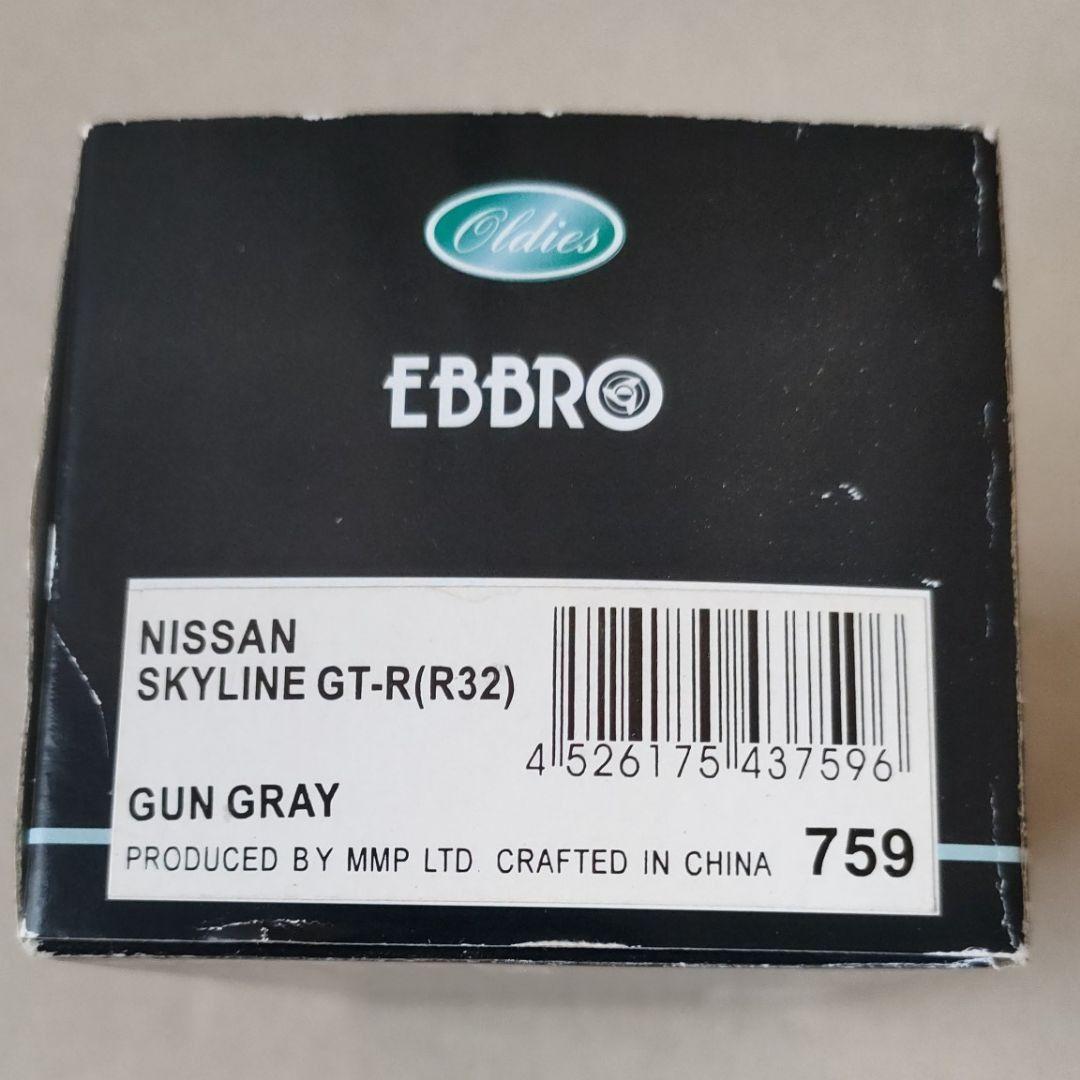 Oldies
EBBRO
NISSAN
SKYLINE GT-R(R32)
4 526175 437596
GUN GRAY
PRODUCED BY MMP LTD. CRAFTED IN CHINA
759